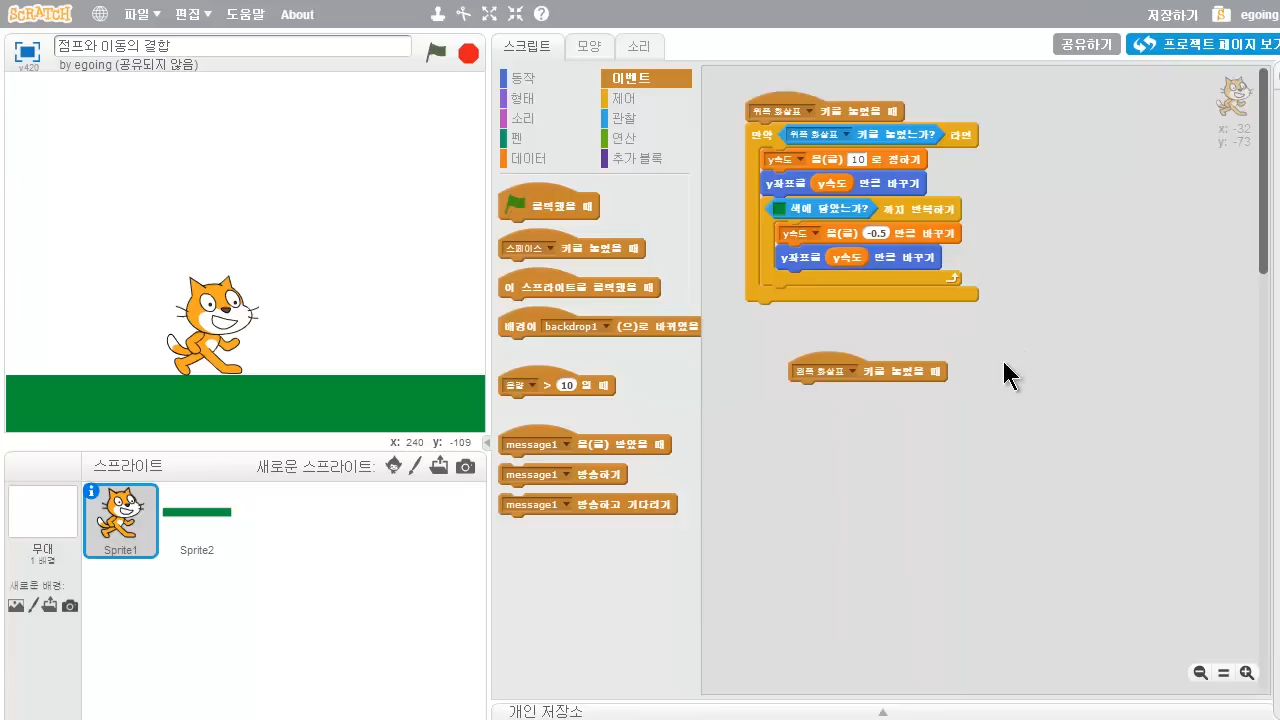 SCRATCH
파일 편집 도움말 About
저장하기 egoing
v420
점프와 이동의 결합
by egoing (공유되지 않음)
스크립트 모양 소리
공유하기 프로젝트 페이지 보기
동작 이벤트
형태 제어
소리 관찰
펜 연산
데이터 추가 블록
클릭했을 때
스페이스 키를 눌렀을 때
이 스프라이트를 클릭했을 때
배경이 backdrop1 (으)로 바뀌었을
음량 > 10 일 때
message1 을(를) 받았을 때
message1 방송하기
message1 방송하고 기다리기
위쪽 화살표 키를 눌렀을 때
만약 위쪽 화살표 키를 눌렀는가? 라면
y속도 을(를) 10 로 정하기
y좌표를 y속도 만큼 바꾸기
색에 닿았는가? 까지 반복하기
y속도 을(를) -0.5 만큼 바꾸기
y좌표를 y속도 만큼 바꾸기
왼쪽 화살표 키를 눌렀을 때
x: -32
y: -73
x: 240 y: -109
스프라이트 새로운 스프라이트:
무대
1 배경
새로운 배경:
Sprite1
Sprite2
개인 저장소